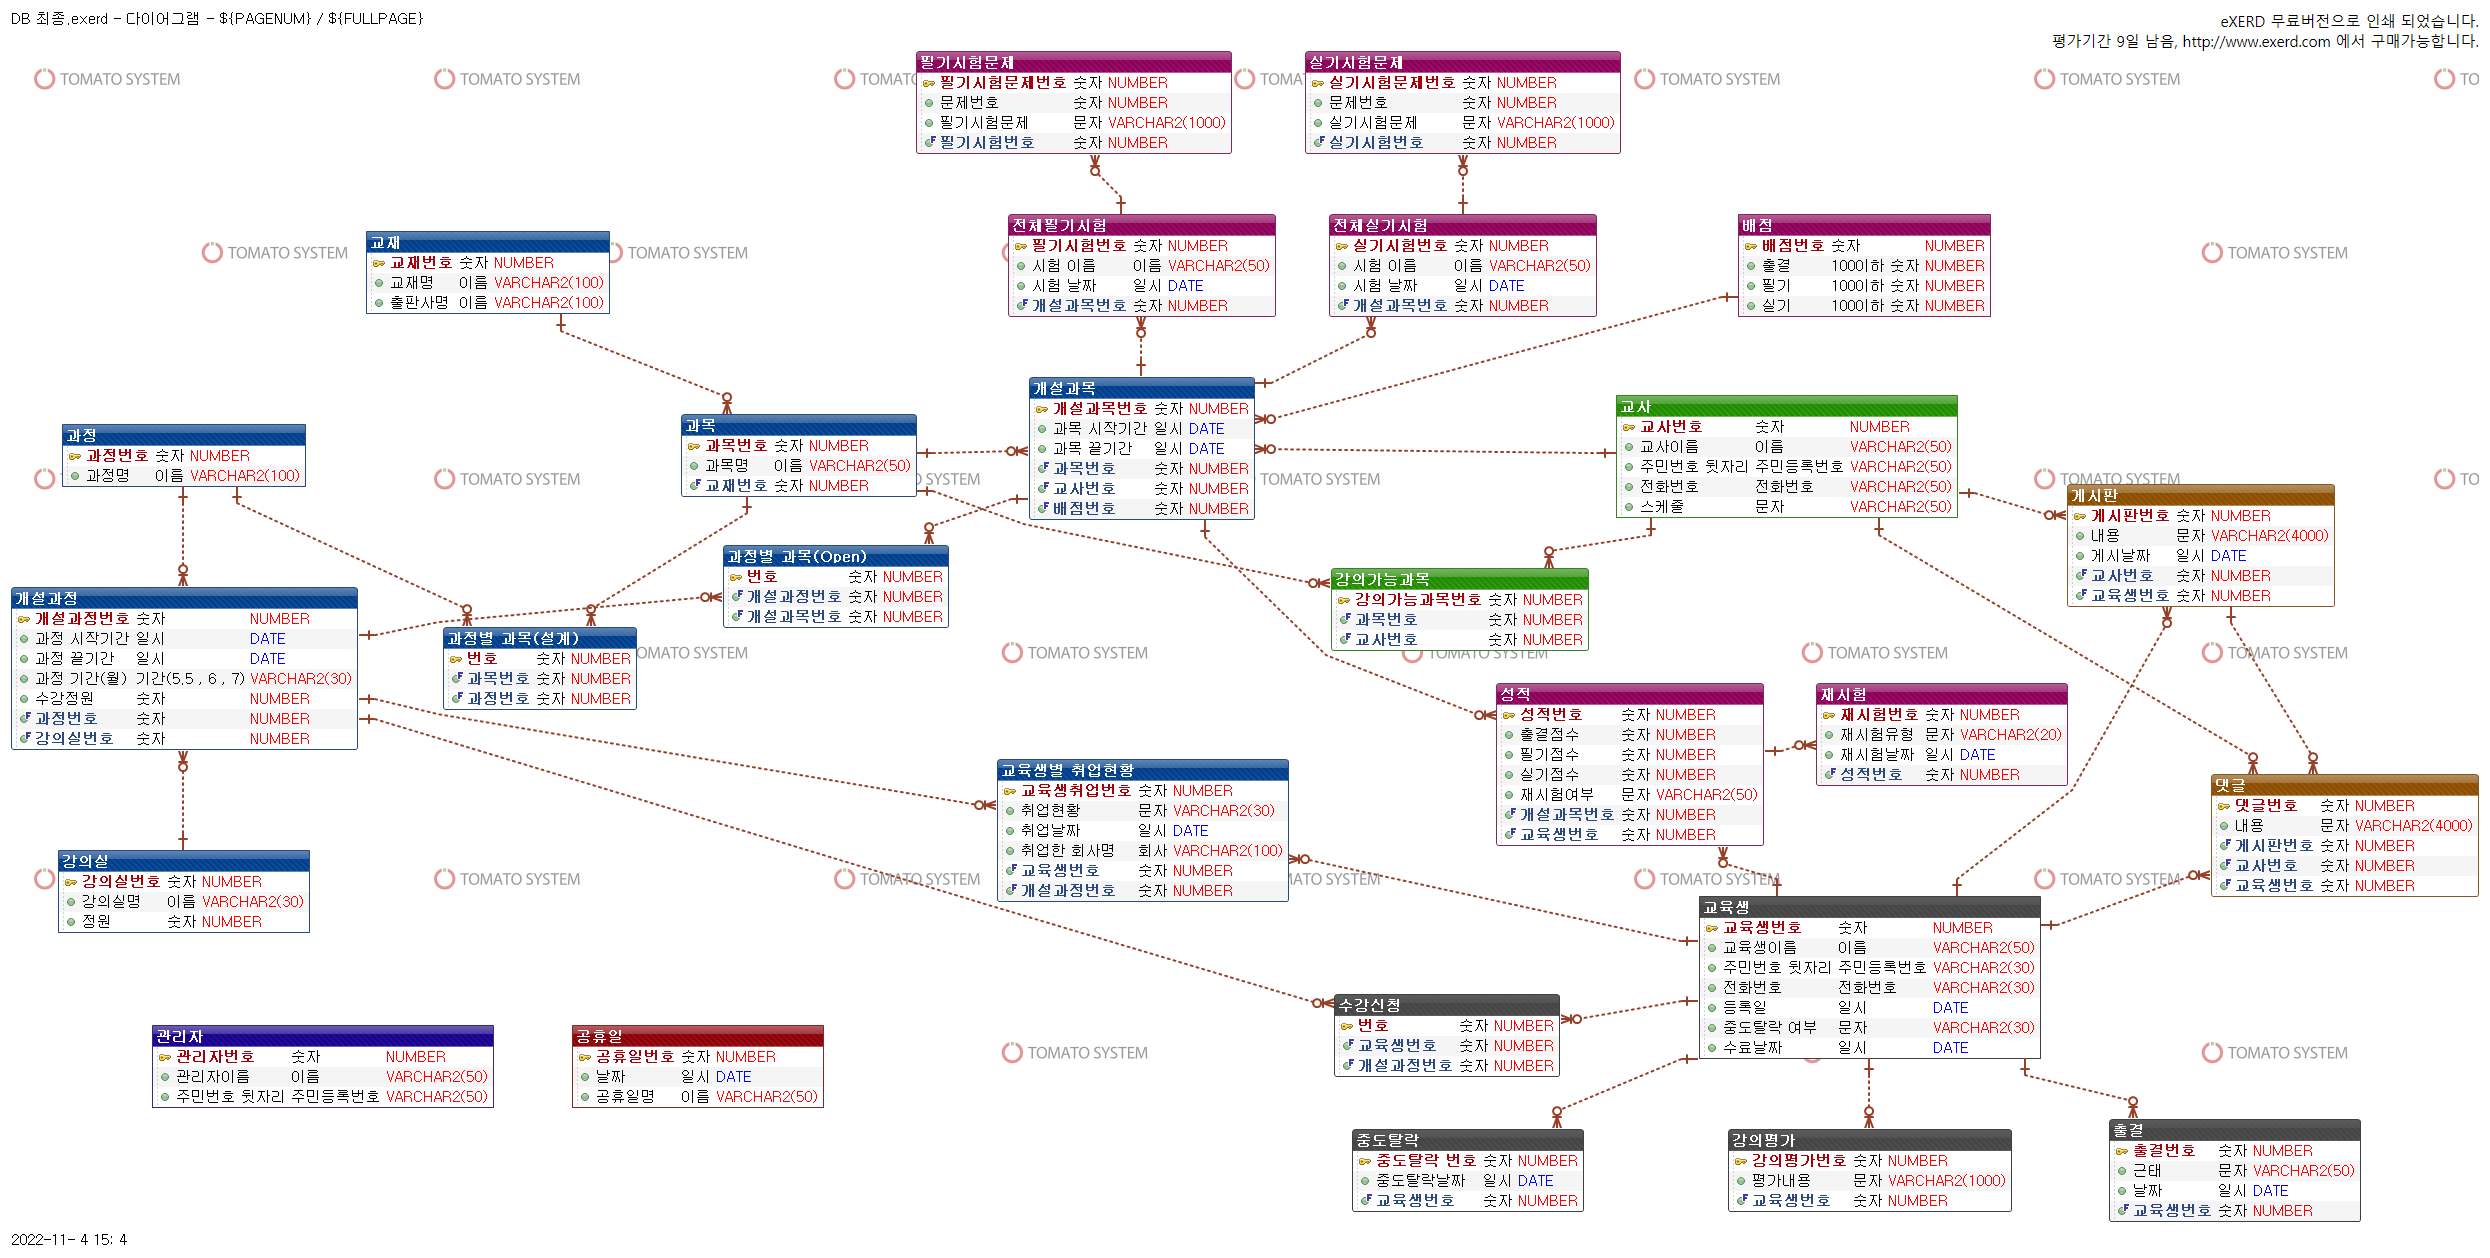 DB 최종.exerd - 다이어그램 - ${PAGENUM} / ${FULLPAGE}
eXERD 무료버전으로 인쇄 되었습니다.
평가기간 9일 남음, http://www.exerd.com 에서 구매가능합니다.
필기시험문제
필기시험문제번호 숫자 NUMBER
문제번호 숫자 NUMBER
필기시험문제 문자 VARCHAR2(1000)
필기시험번호 숫자 NUMBER
실기시험문제
실기시험문제번호 숫자 NUMBER
문제번호 숫자 NUMBER
실기시험문제 문자 VARCHAR2(1000)
실기시험번호 숫자 NUMBER
전체필기시험
필기시험번호 숫자 NUMBER
시험 이름 이름 VARCHAR2(50)
시험 날짜 일시 DATE
개설과목번호 숫자 NUMBER
전체실기시험
실기시험번호 숫자 NUMBER
시험 이름 이름 VARCHAR2(50)
시험 날짜 일시 DATE
개설과목번호 숫자 NUMBER
배점
배점번호 숫자 NUMBER
출결 100이하 숫자 NUMBER
필기 100이하 숫자 NUMBER
실기 100이하 숫자 NUMBER
교재
교재번호 숫자 NUMBER
교재명 이름 VARCHAR2(100)
출판사명 이름 VARCHAR2(100)
과정
과정번호 숫자 NUMBER
과정명 이름 VARCHAR2(100)
과목
과목번호 숫자 NUMBER
과목명 이름 VARCHAR2(50)
교재번호 숫자 NUMBER
개설과목
개설과목번호 숫자 NUMBER
과목 시작기간 일시 DATE
과목 끝기간 일시 DATE
과목번호 숫자 NUMBER
교사번호 숫자 NUMBER
배점번호 숫자 NUMBER
교사
교사번호 숫자 NUMBER
교사이름 이름 VARCHAR2(50)
주민번호 뒷자리 주민등록번호 VARCHAR2(50)
전화번호 전화번호 VARCHAR2(50)
스케줄 문자 VARCHAR2(50)
게시판
게시판번호 숫자 NUMBER
내용 문자 VARCHAR2(4000)
게시날짜 일시 DATE
교사번호 숫자 NUMBER
교육생번호 숫자 NUMBER
과정별 과목(Open)
번호 숫자 NUMBER
개설과정번호 숫자 NUMBER
개설과목번호 숫자 NUMBER
강의가능과목
강의가능과목번호 숫자 NUMBER
과목번호 숫자 NUMBER
교사번호 숫자 NUMBER
개설과정
개설과정번호 숫자 NUMBER
과정 시작기간 일시 DATE
과정 끝기간 일시 DATE
과정 기간(월) 기간(5.5 , 6 , 7) VARCHAR2(30)
수강정원 숫자 NUMBER
과정번호 숫자 NUMBER
강의실번호 숫자 NUMBER
과정별 과목(설계)
번호 숫자 NUMBER
과목번호 숫자 NUMBER
과정번호 숫자 NUMBER
성적
성적번호 숫자 NUMBER
출결점수 숫자 NUMBER
필기점수 숫자 NUMBER
실기점수 숫자 NUMBER
재시험여부 문자 VARCHAR2(50)
개설과목번호 숫자 NUMBER
교육생번호 숫자 NUMBER
재시험
재시험번호 숫자 NUMBER
재시험유형 문자 VARCHAR2(20)
재시험날짜 일시 DATE
성적번호 숫자 NUMBER
교육생별 취업현황
교육생취업번호 숫자 NUMBER
취업현황 문자 VARCHAR2(30)
취업날짜 일시 DATE
취업한 회사명 회사 VARCHAR2(100)
교육생번호 숫자 NUMBER
개설과정번호 숫자 NUMBER
댓글
댓글번호 숫자 NUMBER
내용 문자 VARCHAR2(4000)
게시판번호 숫자 NUMBER
교사번호 숫자 NUMBER
교육생번호 숫자 NUMBER
강의실
강의실번호 숫자 NUMBER
강의실명 이름 VARCHAR2(30)
정원 숫자 NUMBER
교육생
교육생번호 숫자 NUMBER
교육생이름 이름 VARCHAR2(50)
주민번호 뒷자리 주민등록번호 VARCHAR2(30)
전화번호 전화번호 VARCHAR2(30)
등록일 일시 DATE
중도탈락 여부 문자 VARCHAR2(30)
수료날짜 일시 DATE
수강신청
번호 숫자 NUMBER
교육생번호 숫자 NUMBER
개설과정번호 숫자 NUMBER
관리자
관리자번호 숫자 NUMBER
관리자이름 이름 VARCHAR2(50)
주민번호 뒷자리 주민등록번호 VARCHAR2(50)
공휴일
공휴일번호 숫자 NUMBER
날짜 일시 DATE
공휴일명 이름 VARCHAR2(50)
중도탈락
중도탈락 번호 숫자 NUMBER
중도탈락날짜 일시 DATE
교육생번호 숫자 NUMBER
강의평가
강의평가번호 숫자 NUMBER
평가내용 문자 VARCHAR2(1000)
교육생번호 숫자 NUMBER
출결
출결번호 숫자 NUMBER
근태 문자 VARCHAR2(50)
날짜 일시 DATE
교육생번호 숫자 NUMBER
2022-11- 4 15: 4